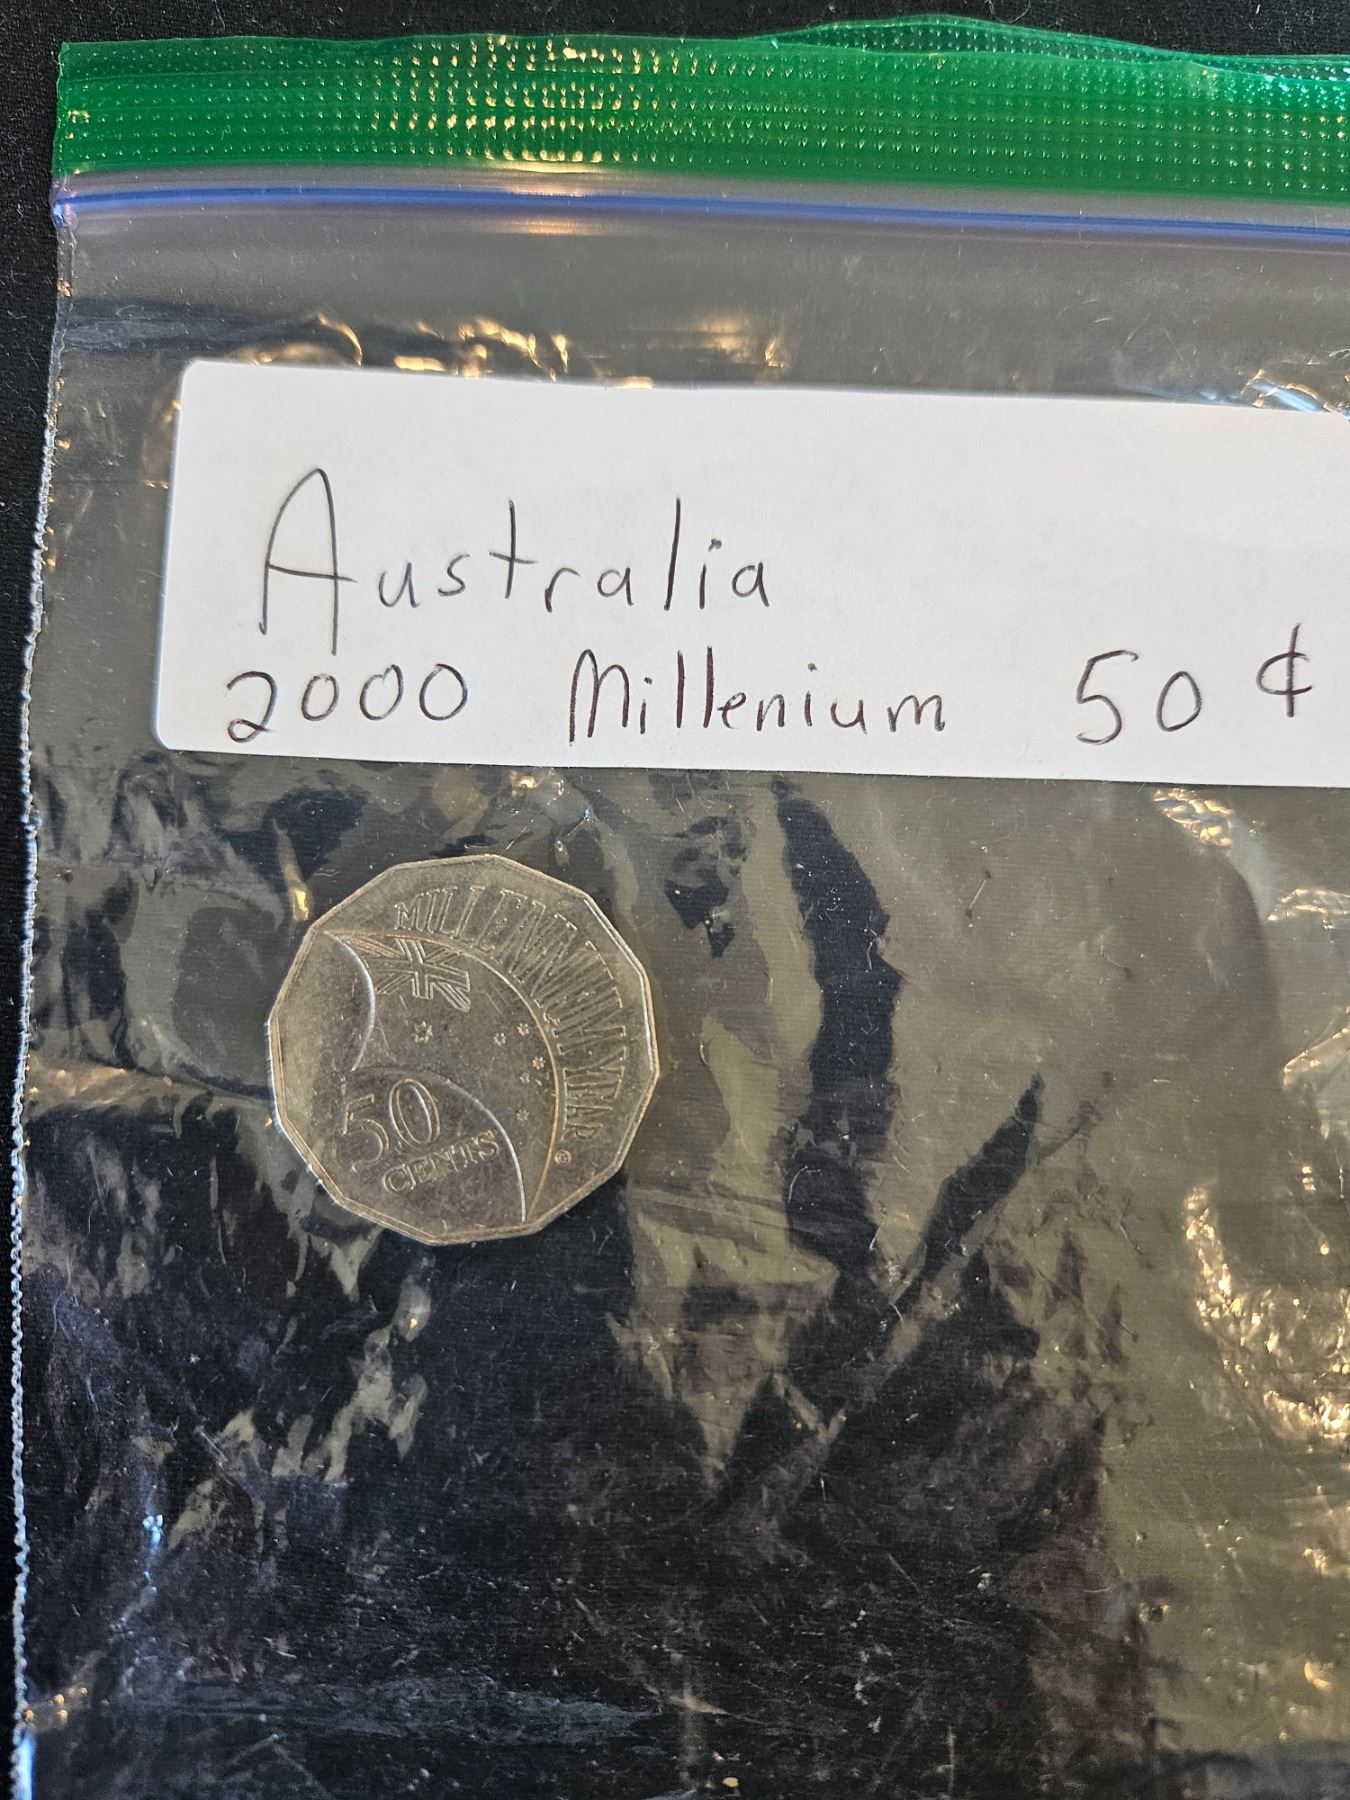 Australia
2000 Millenium 50 ¢
MILLENNIUM YEAR ©
50
CENTS